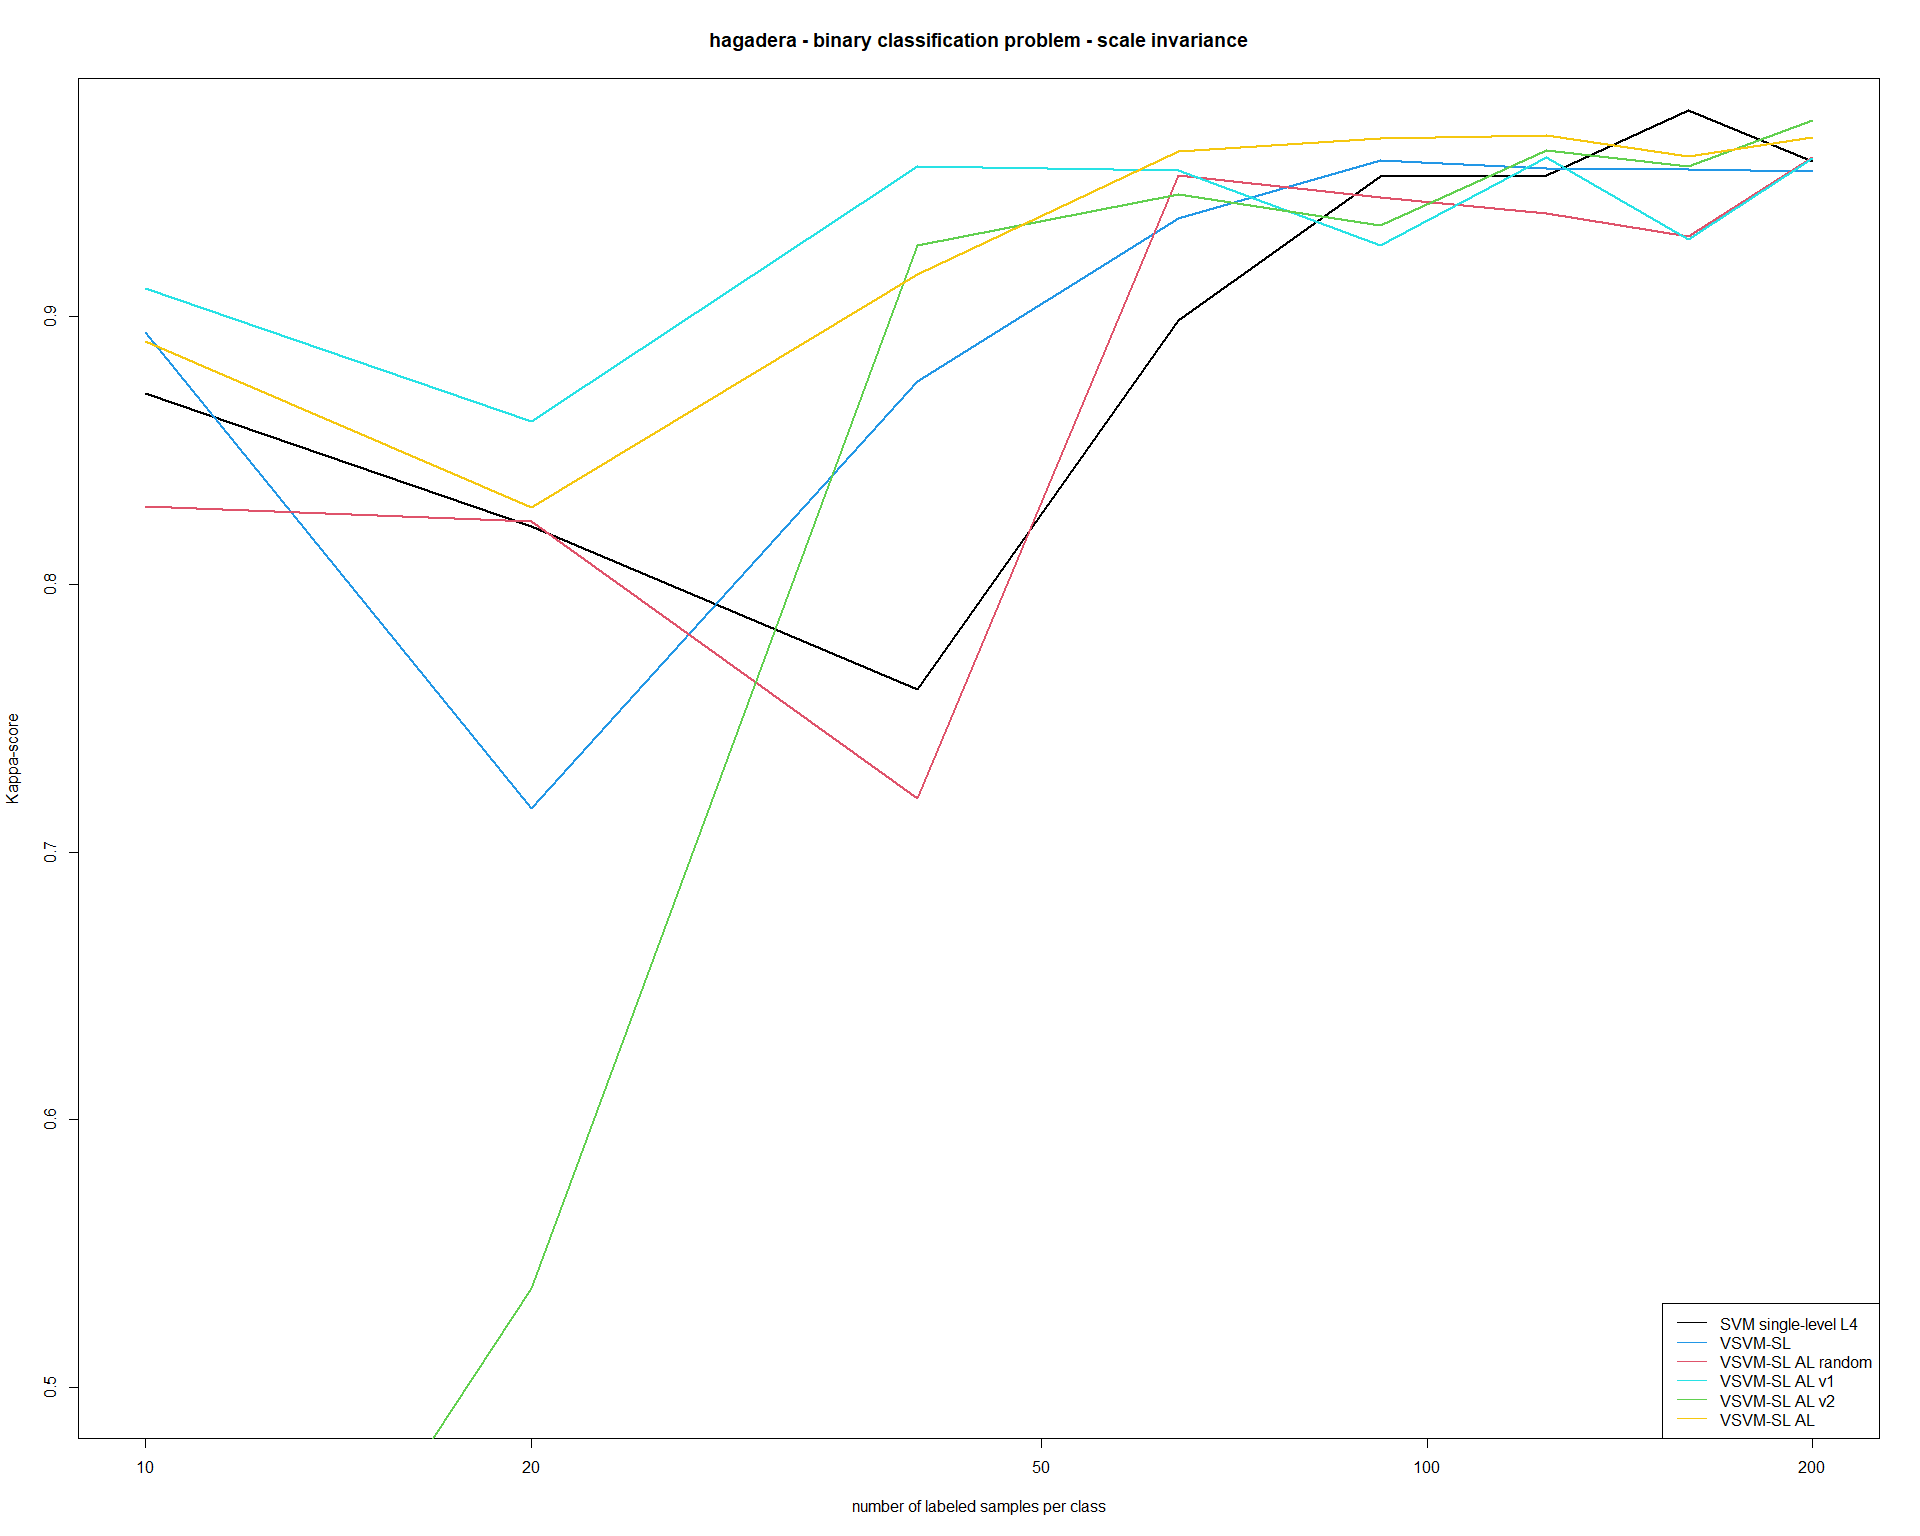 hagadera - binary classification problem - scale invariance
Kappa-score
0.9
0.8
0.7
0.6
0.5
10
20
50
100
200
number of labeled samples per class
SVM single-level L4
VSVM-SL
VSVM-SL AL random
VSVM-SL AL v1
VSVM-SL AL v2
VSVM-SL AL